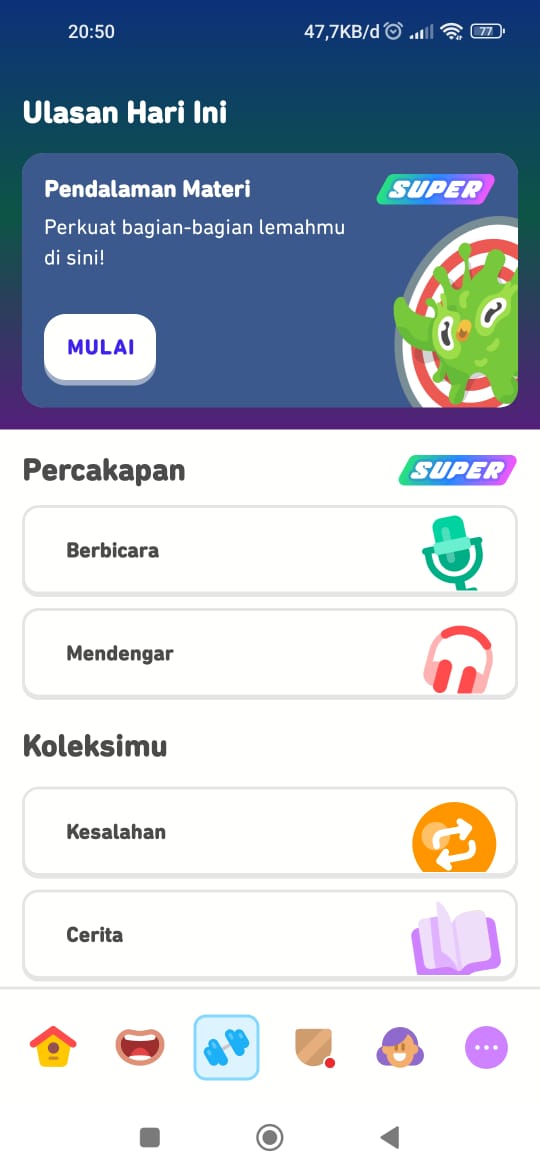 20:50 47,7KB/d 77
Ulasan Hari Ini
Pendalaman Materi SUPER
Perkuat bagian-bagian lemahmu
di sini!
MULAI
Percakapan SUPER
Berbicara
Mendengar
Koleksimu
Kesalahan
Cerita